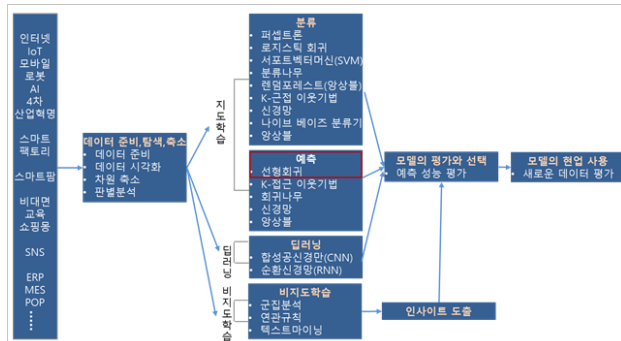 인터넷
IoT
모바일
로봇
AI
4차
산업혁명
스마트
팩토리
스마트팜
비대면
교육
쇼핑몰
SNS
ERP
MES
POP
데이터 준비,탐색,축소
• 데이터 준비
• 데이터 시각화
• 차원 축소
• 판별분석
지도학습
분류
• 퍼셉트론
• 로지스틱 회귀
• 서포트벡터머신(SVM)
• 분류나무
• 렌덤포레스트(앙상블)
• K-근접 이웃기법
• 신경망
• 나이브 베이즈 분류기
• 앙상블
예측
• 선형회귀
• K-접근 이웃기법
• 회귀나무
• 신경망
• 앙상블
딥러닝
딥러닝
• 합성공신경만(CNN)
• 순환신경망(RNN)
비지도학습
비지도학습
• 군집분석
• 연관규칙
• 텍스트마이닝
모델의 평가와 선택
• 예측 성능 평가
인사이트 도출
모델의 현업 사용
• 새로운 데이터 평가